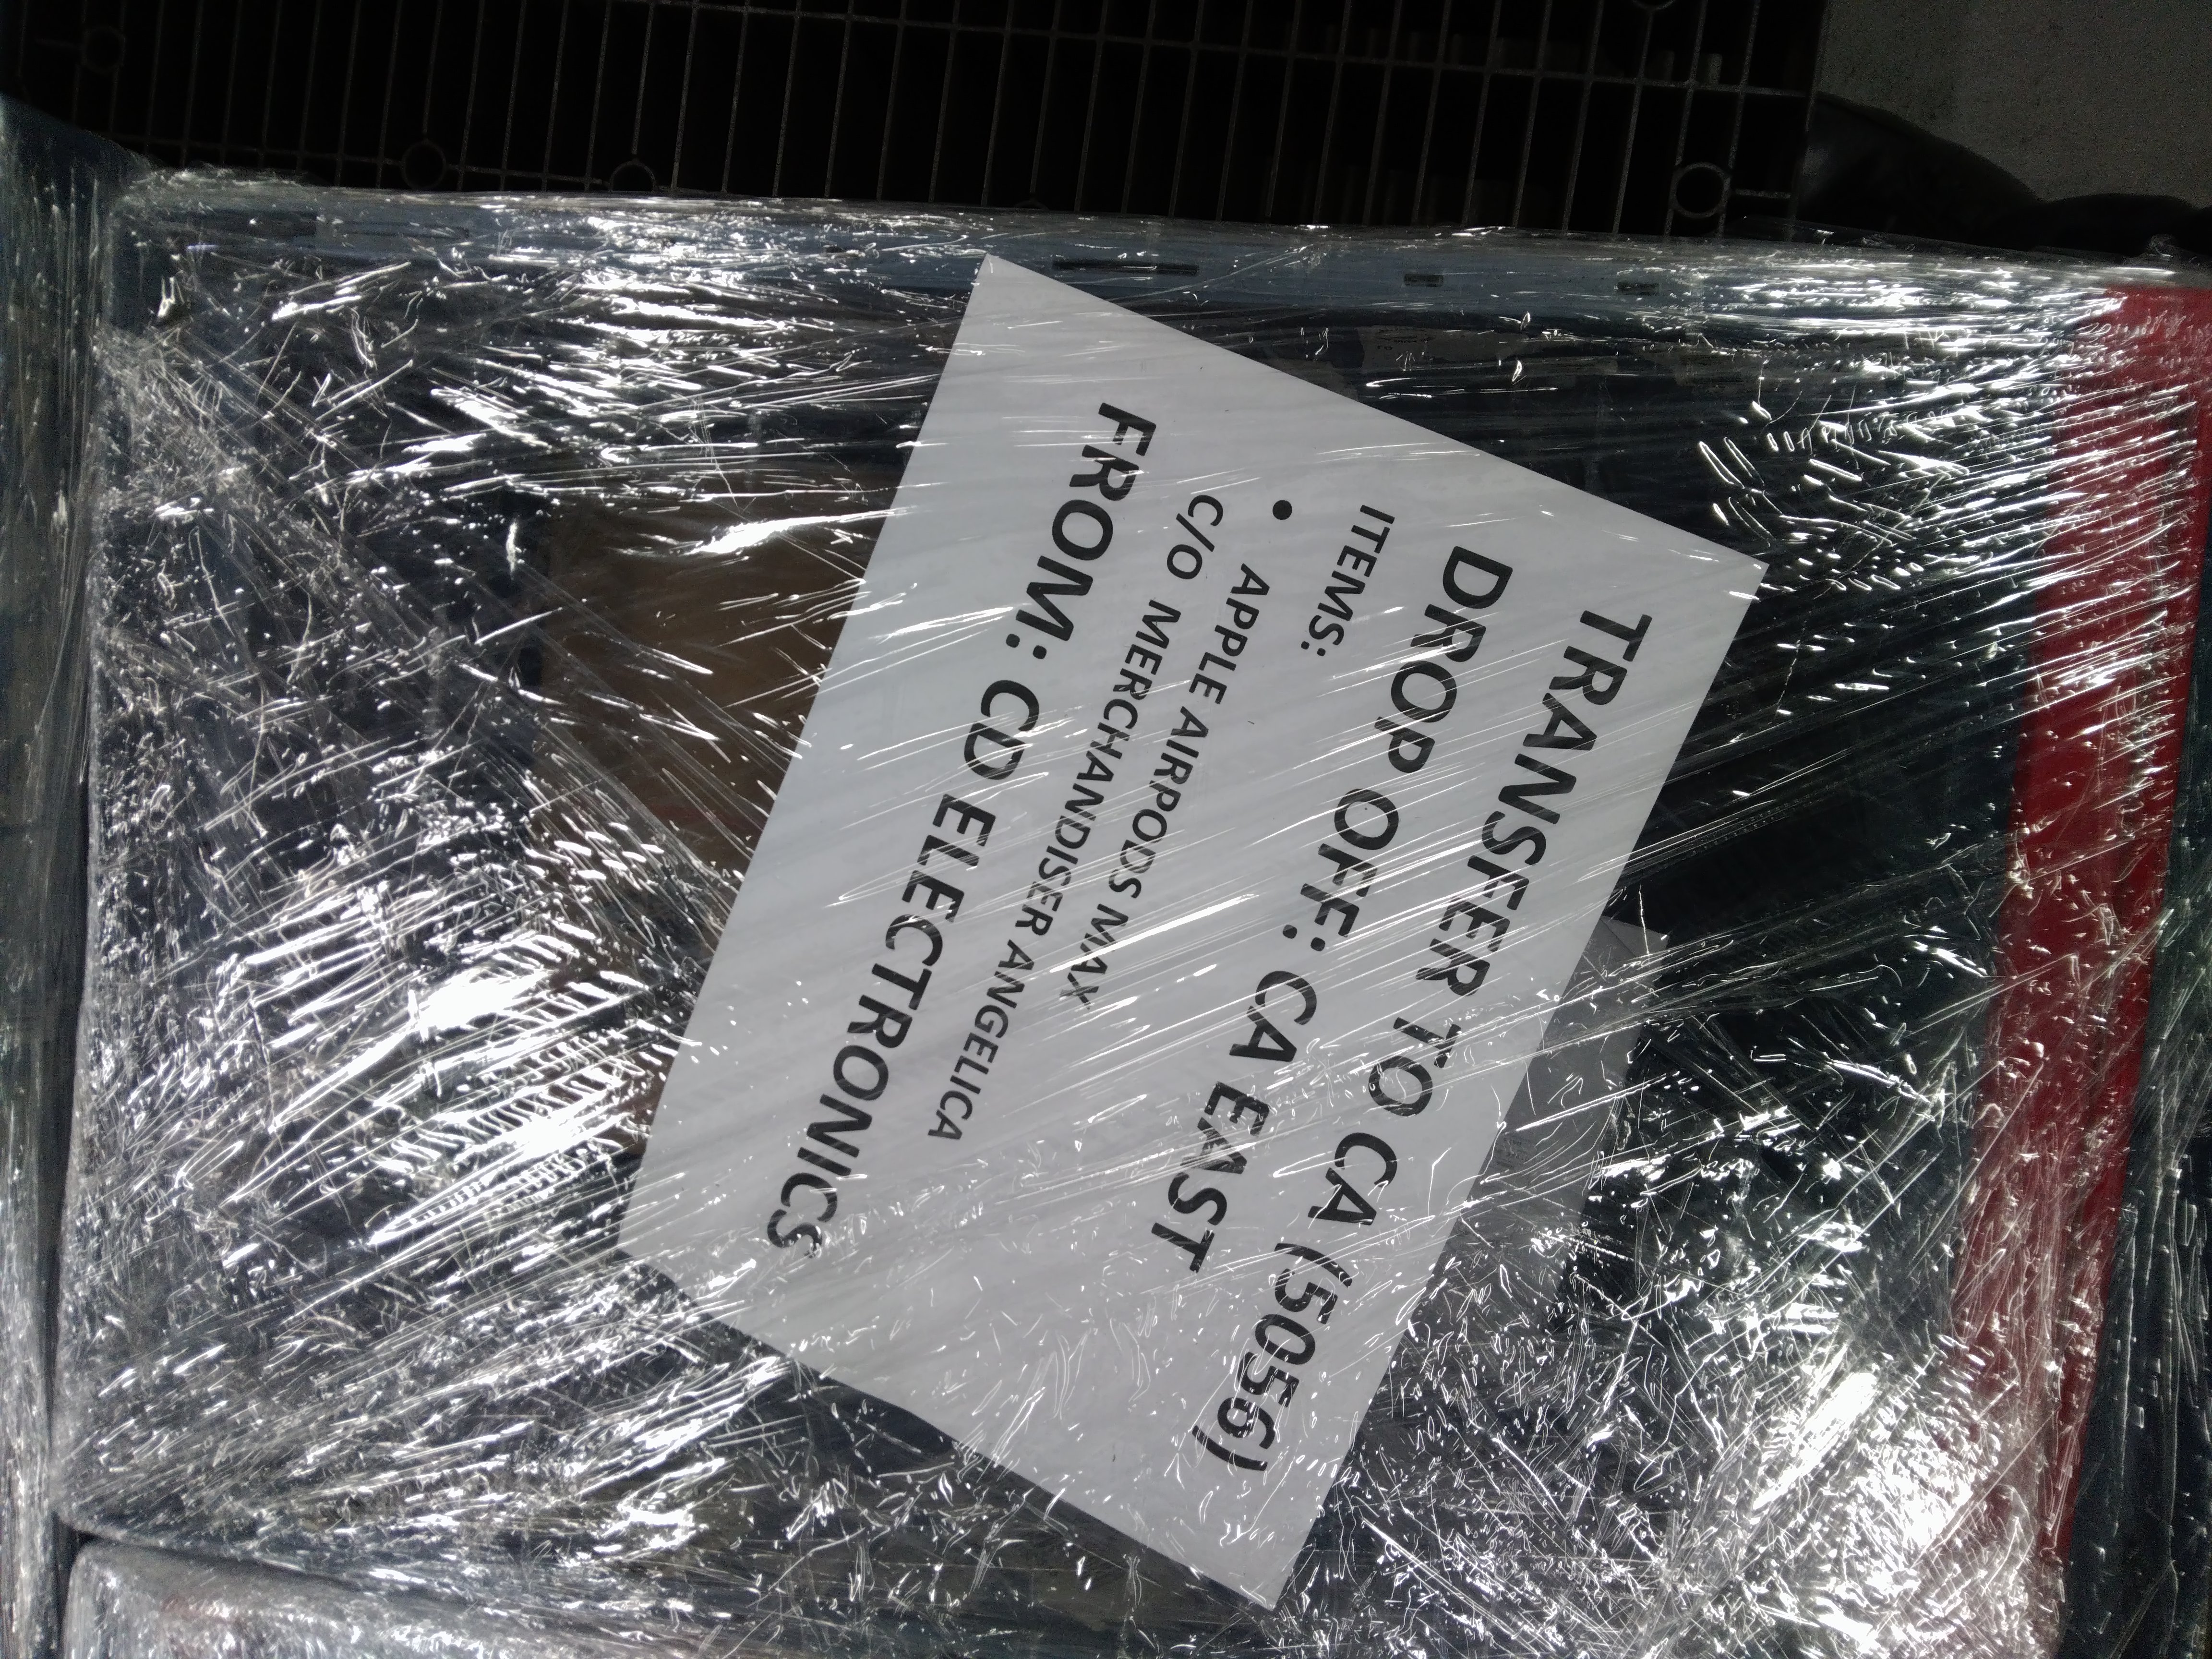 TRANSFER TO CA (5056)
DROP OFF: CA EAST
ITEMS:
• APPLE AIRPODS MAX
C/O MERCHANDISER ANGELICA
FROM: CD ELECTRONICS